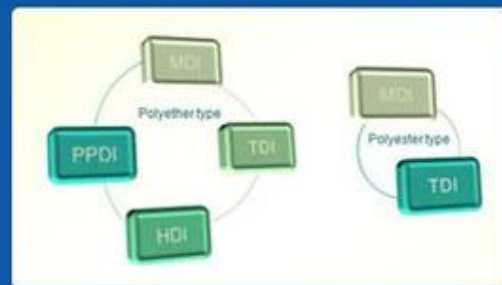 MDI
Polyether type
PPDI
TDI
HDI
MDI
Polyester type
TDI